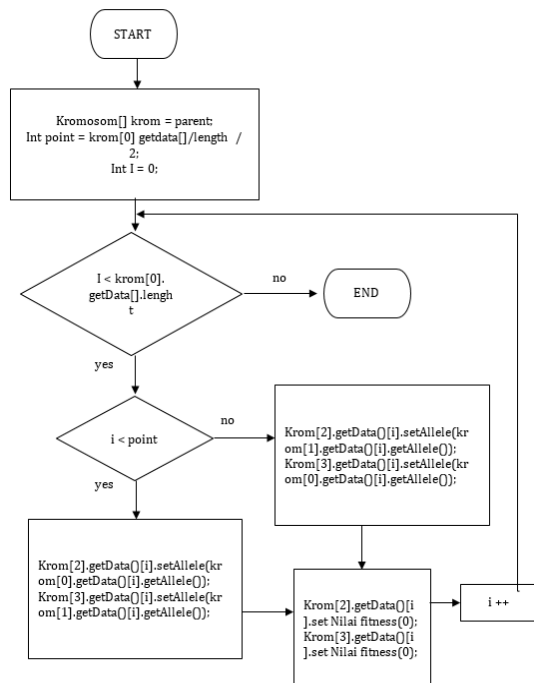 START
Kromosom[] krom = parent;
Int point = krom[0] getdata[]/length /
2;
Int I = 0;
I < krom[0].
getData[].lengh
t
no
END
yes
i < point
no
yes
Krom[2].getData()[i].setAllele(kr
om[1].getData()[i].getAllele());
Krom[3].getData()[i].setAllele(kr
om[0].getData()[i].getAllele());
Krom[2].getData()[i].setAllele(kr
om[0].getData()[i].getAllele());
Krom[3].getData()[i].setAllele(kr
om[1].getData()[i].getAllele());
Krom[2].getData()[i
].set Nilai fitness(0);
Krom[3].getData()[i
].set Nilai fitness(0);
i ++